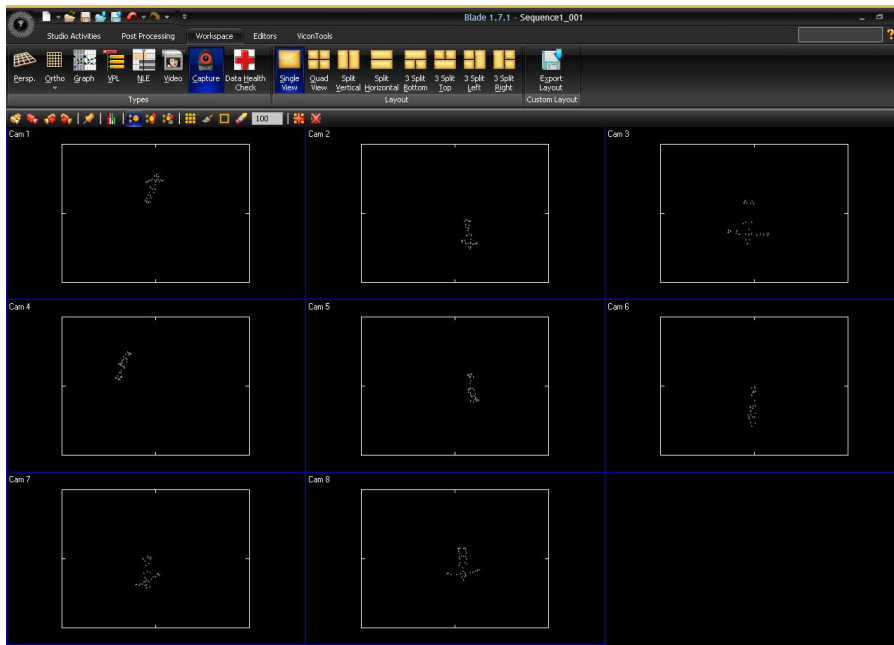 Blade 1.7.1 - Sequence1_001
Studio Activities Post Processing Workspace Editors ViconTools
Persp. Ortho Graph VPL NLE Video Capture Data Health Check Single View Quad View Split Vertical Split Horizontal 3 Split Bottom 3 Split Top 3 Split Left 3 Split Right Export Layout
Types Layout Custom Layout
100
Cam 1 Cam 2 Cam 3
Cam 4 Cam 5 Cam 6
Cam 7 Cam 8